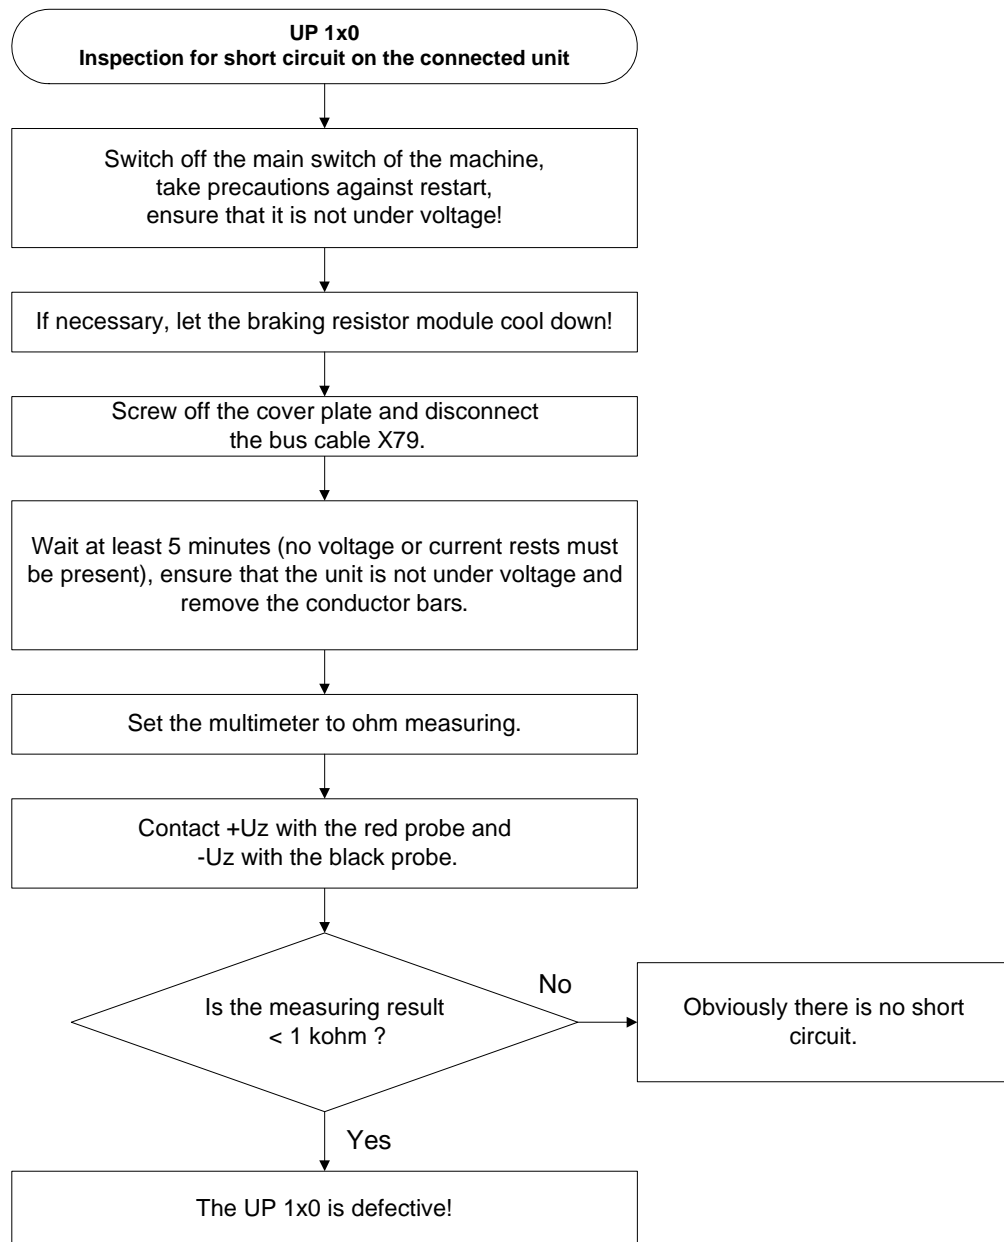 UP 1x0
Inspection for short circuit on the connected unit
Switch off the main switch of the machine,
take precautions against restart,
ensure that it is not under voltage!
If necessary, let the braking resistor module cool down!
Screw off the cover plate and disconnect
the bus cable X79.
Wait at least 5 minutes (no voltage or current rests must
be present), ensure that the unit is not under voltage and
remove the conductor bars.
Set the multimeter to ohm measuring.
Contact +Uz with the red probe and
-Uz with the black probe.
Is the measuring result
< 1 kohm ?
No
Obviously there is no short
circuit.
Yes
The UP 1x0 is defective!